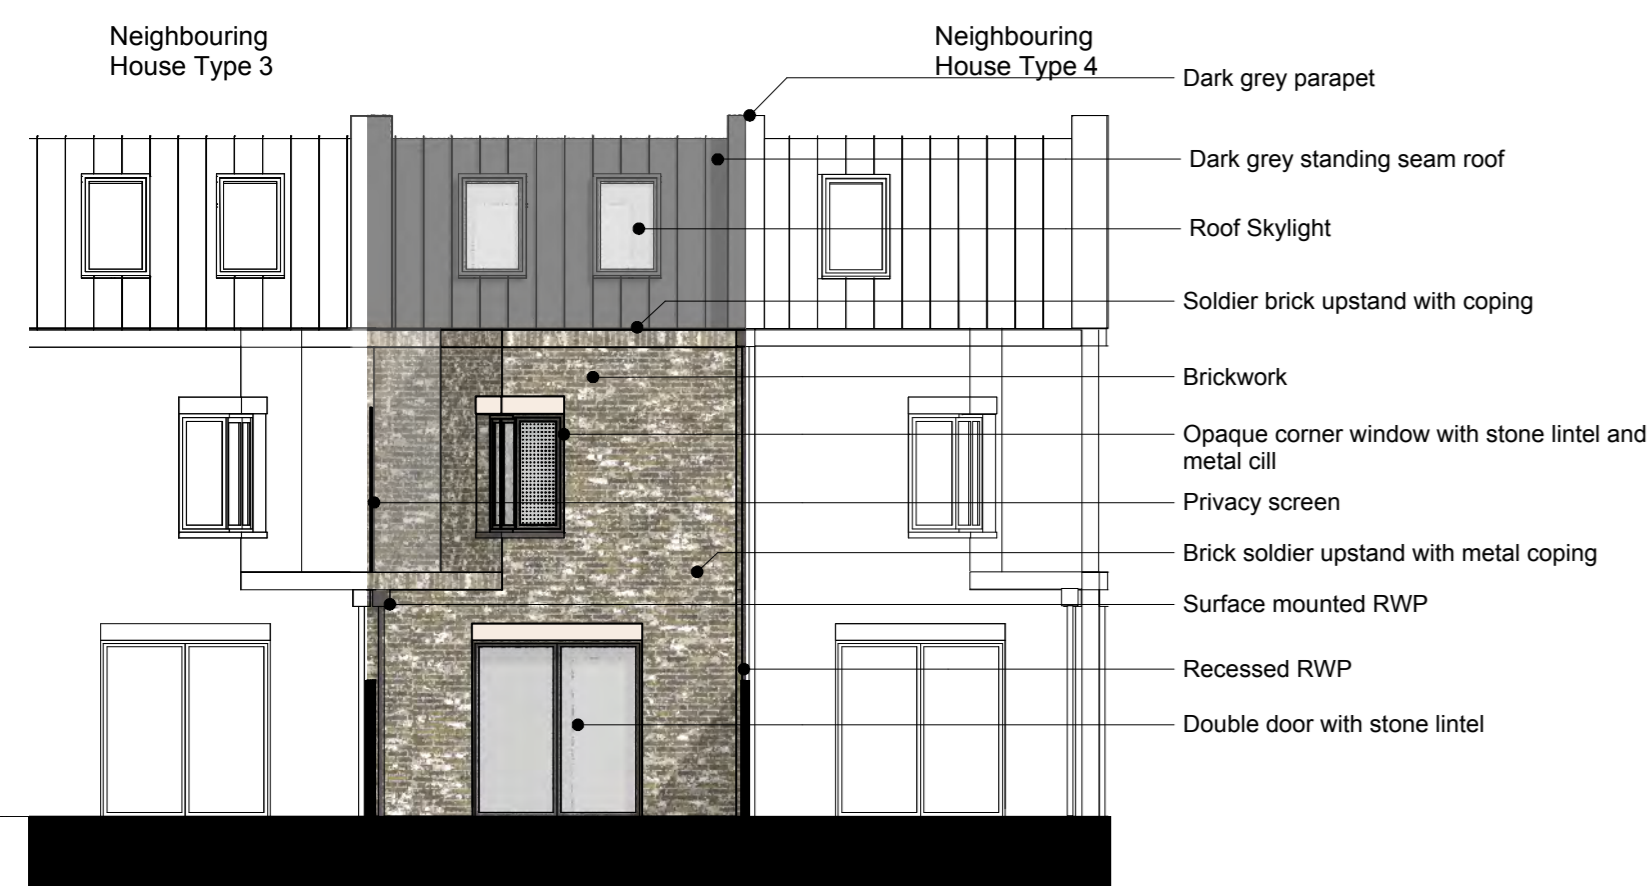 Neighbouring
House Type 3
Neighbouring
House Type 4
Dark grey parapet
Dark grey standing seam roof
Roof Skylight
Soldier brick upstand with coping
Brickwork
Opaque corner window with stone lintel and
metal cill
Privacy screen
Brick soldier upstand with metal coping
Surface mounted RWP
Recessed RWP
Double door with stone lintel